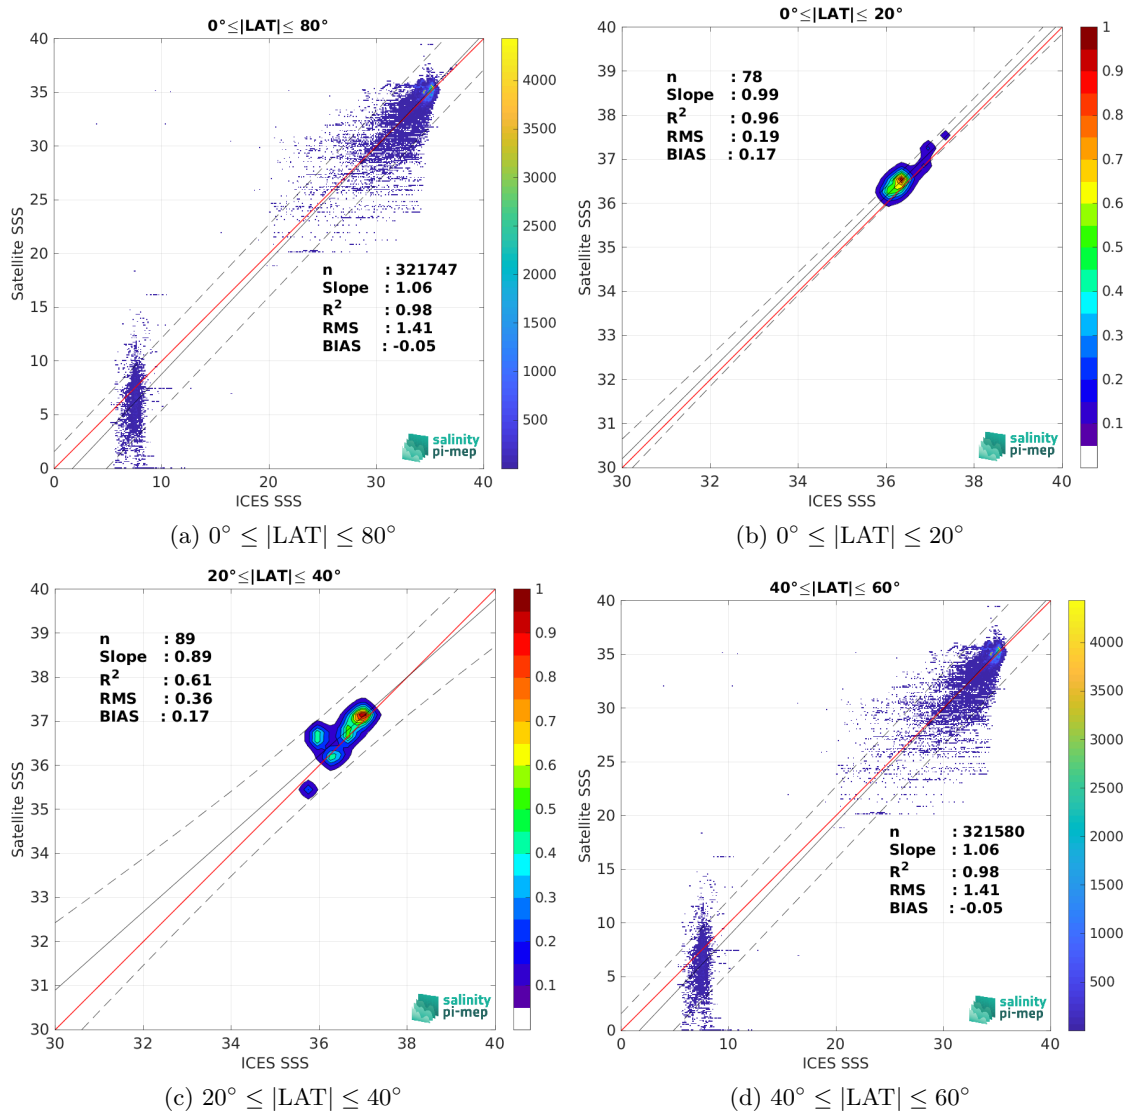 0°≤|LAT|≤ 80°
40
35
30
25
20
15
10
5
0
Satellite SSS
n : 321747
Slope : 1.06
R² : 0.98
RMS : 1.41
BIAS : -0.05
salinity
pi-mep
0 10 20 30 40
ICES SSS
4000
3500
3000
2500
2000
1500
1000
500
(a) 0° ≤ |LAT| ≤ 80°
0°≤|LAT|≤ 20°
40
39
38
37
36
35
34
33
32
31
30
Satellite SSS
n : 78
Slope : 0.99
R² : 0.96
RMS : 0.19
BIAS : 0.17
salinity
pi-mep
30 32 34 36 38 40
ICES SSS
1
0.9
0.8
0.7
0.6
0.5
0.4
0.3
0.2
0.1
(b) 0° ≤ |LAT| ≤ 20°
20°≤|LAT|≤ 40°
40
39
38
37
36
35
34
33
32
31
30
Satellite SSS
n : 89
Slope : 0.89
R² : 0.61
RMS : 0.36
BIAS : 0.17
salinity
pi-mep
30 32 34 36 38 40
ICES SSS
1
0.9
0.8
0.7
0.6
0.5
0.4
0.3
0.2
0.1
(c) 20° ≤ |LAT| ≤ 40°
40°≤|LAT|≤ 60°
40
35
30
25
20
15
10
5
0
Satellite SSS
n : 321580
Slope : 1.06
R² : 0.98
RMS : 1.41
BIAS : -0.05
salinity
pi-mep
0 10 20 30 40
ICES SSS
4000
3500
3000
2500
2000
1500
1000
500
(d) 40° ≤ |LAT| ≤ 60°